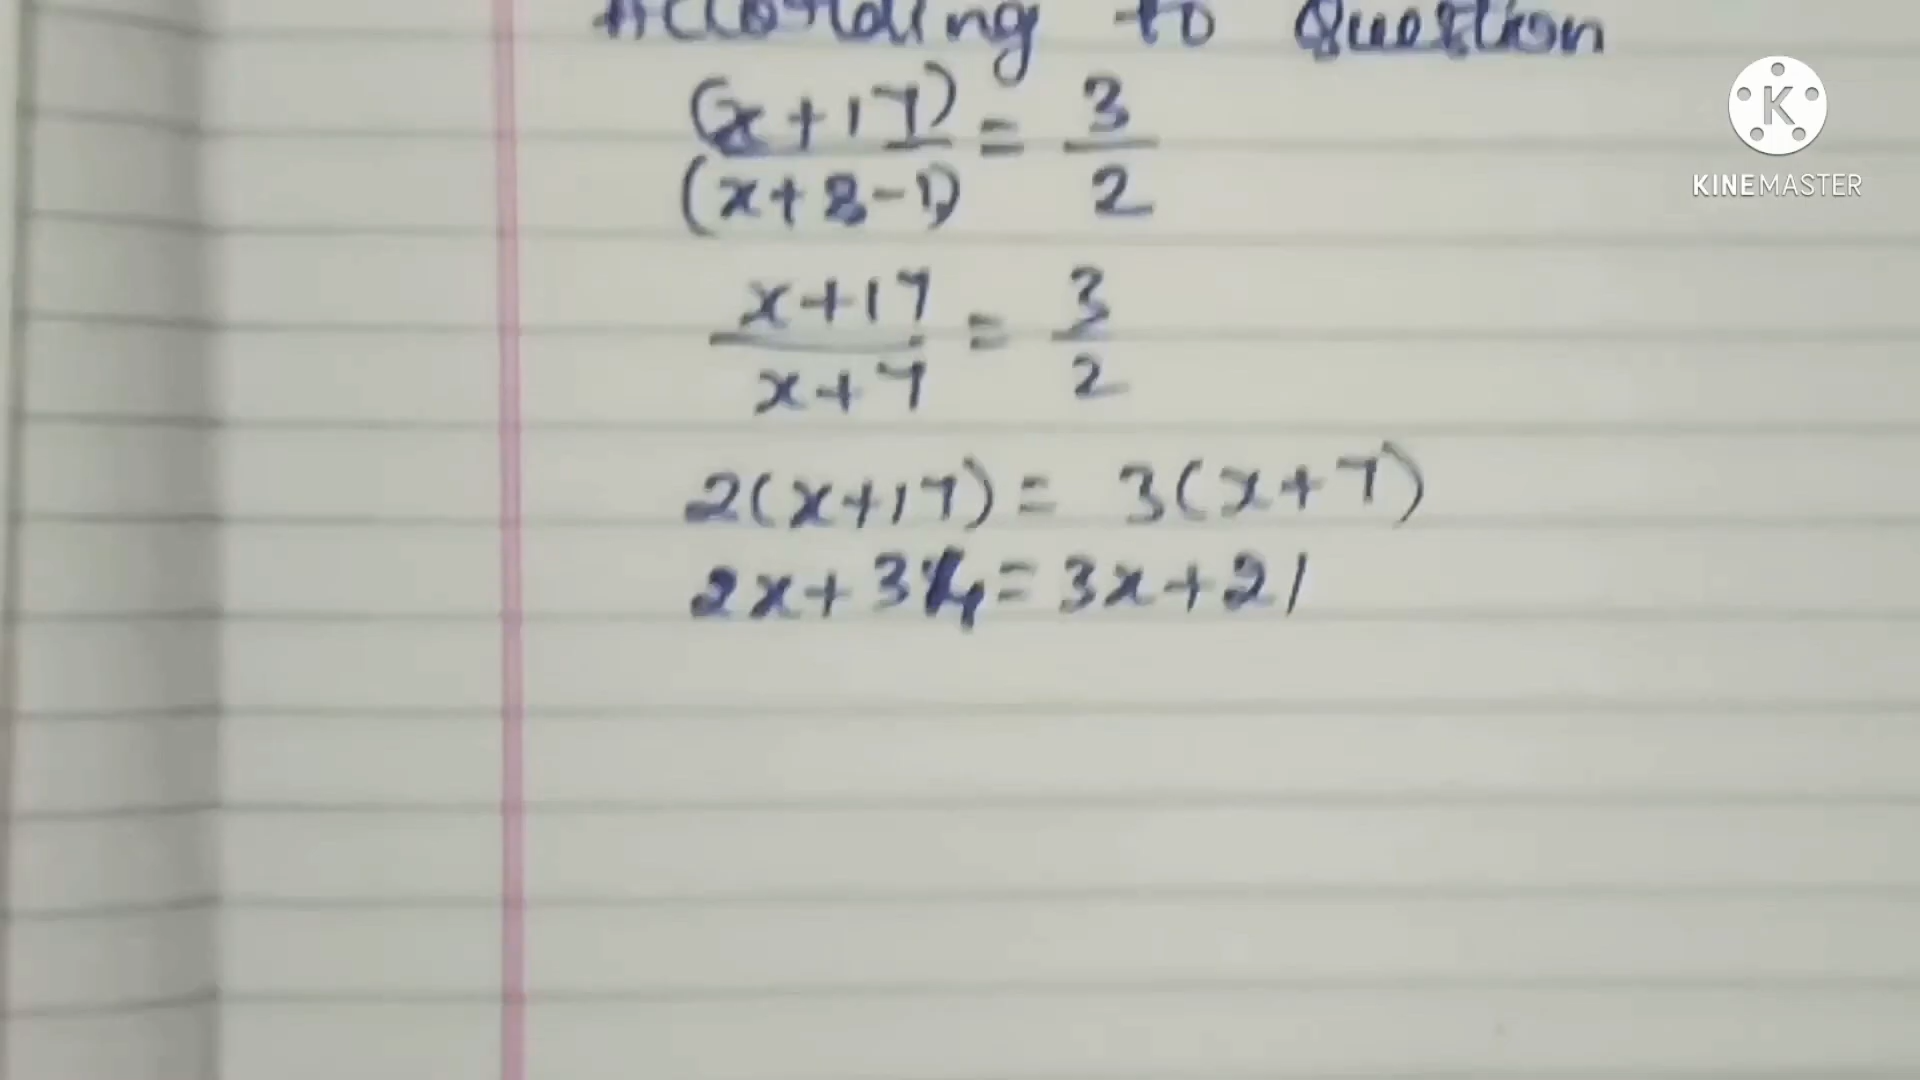 According to Question
(x+17)/(x+8-1) = 3/2
x+17/x+7 = 3/2
2(x+17) = 3(x+7)
2x+34 = 3x+21
KINEMASTER